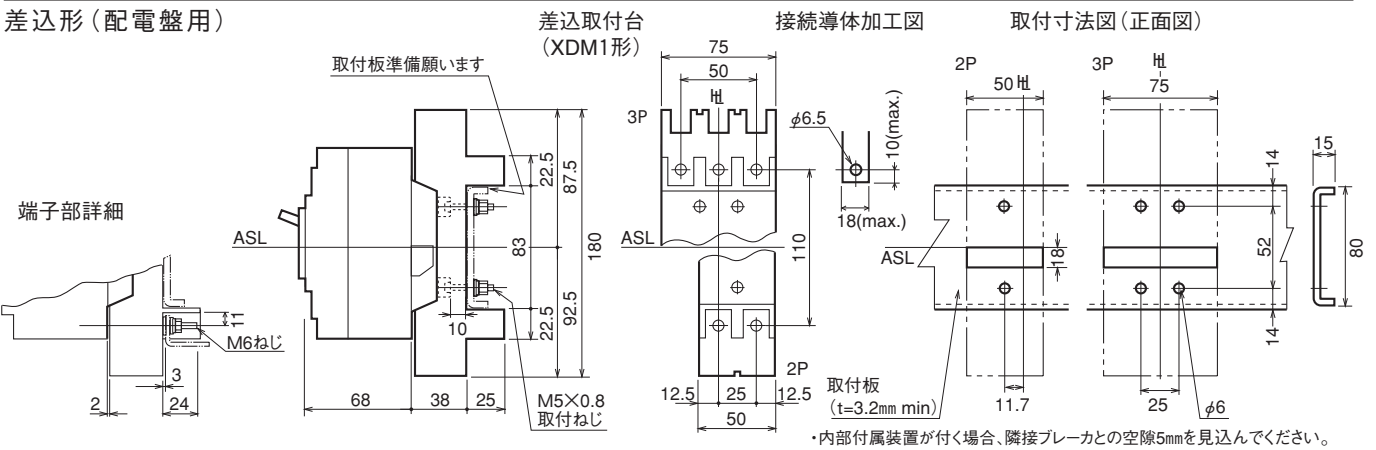 差込形（配電盤用）
差込取付台
（XDM1形）
接続導体加工図
取付寸法図（正面図）
取付板準備願います
端子部詳細
ASL
11
M6ねじ
3
2
24
22.5
87.5
83
180
22.5
92.5
10
68
38
25
M5×0.8
取付ねじ
75
50
HL
3P
ASL
110
2P
12.5
25
12.5
50
φ6.5
10(max.)
18(max.)
2P
50
HL
3P
HL
75
ASL
18
14
52
14
15
80
取付板
（t=3.2mm min）
11.7
25
φ6
・内部付属装置が付く場合、隣接ブレーカとの空隙5mmを見込んでください。